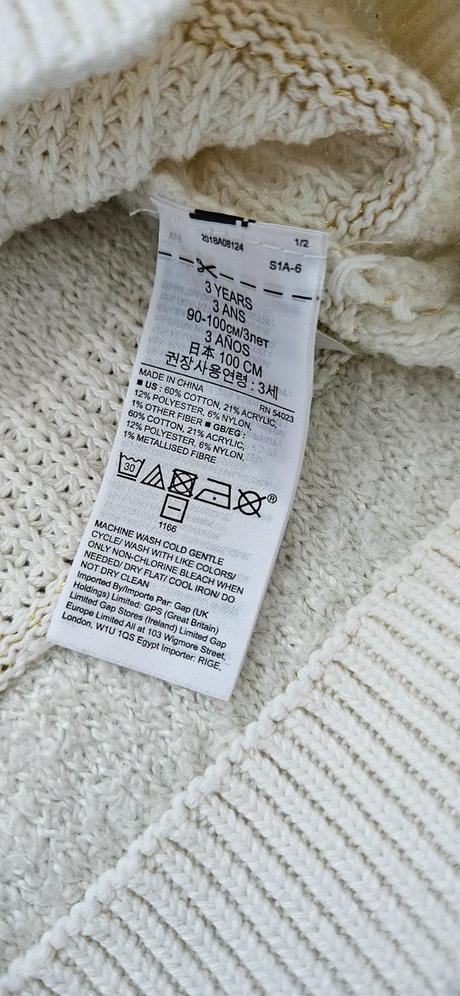 2018A08124 1/2
S1A-6
3 YEARS
3 ANS
90-100см/3лет
3 AÑOS
日本 100 CM
권장사용연령 : 3세
MADE IN CHINA RN 54023
■ US : 60% COTTON, 21% ACRYLIC,
12% POLYESTER, 6% NYLON,
1% OTHER FIBER ■ GB/EG :
60% COTTON, 21% ACRYLIC,
12% POLYESTER, 6% NYLON,
1% METALLISED FIBRE
30 ®
1166
MACHINE WASH COLD GENTLE
CYCLE/ WASH WITH LIKE COLORS/
ONLY NON-CHLORINE BLEACH WHEN
NEEDED/ DRY FLAT/ COOL IRON/ DO
NOT DRY CLEAN
Imported By/Importe Par: Gap (UK
Holdings) Limited: GPS (Great Britain)
Limited Gap Stores (Ireland) Limited Gap
Europe Limited All at 103 Wigmore Street,
London, W1U 1QS Egypt Importer: RIGE,